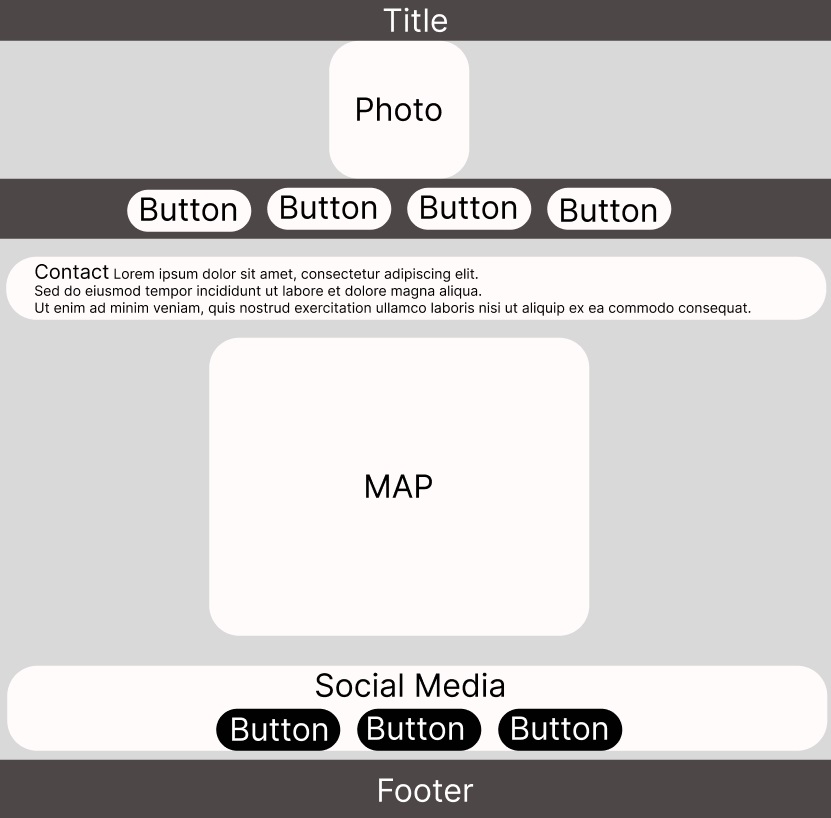 Title
Photo
Button Button Button Button
Contact Lorem ipsum dolor sit amet, consectetur adipiscing elit.
Sed do eiusmod tempor incididunt ut labore et dolore magna aliqua.
Ut enim ad minim veniam, quis nostrud exercitation ullamco laboris nisi ut aliquip ex ea commodo consequat.
MAP
Social Media
Button Button Button
Footer